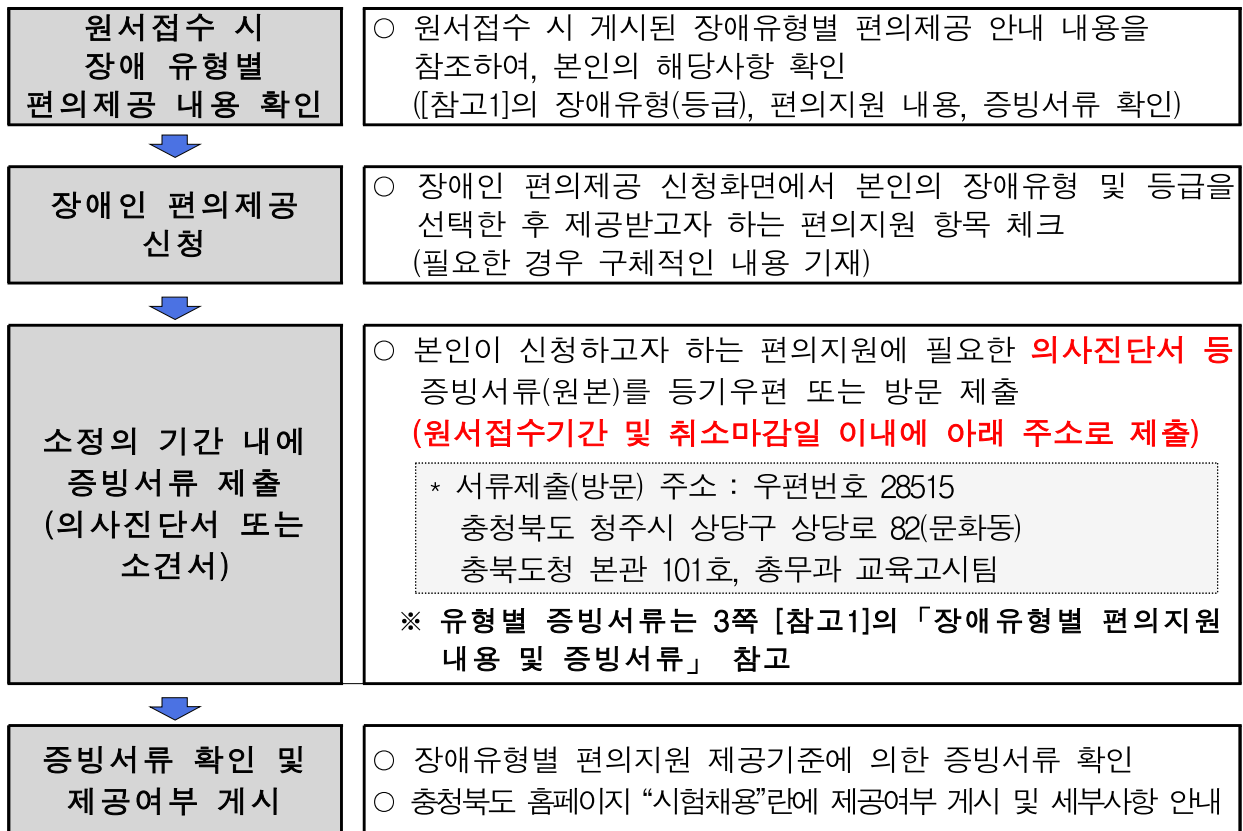 원서접수 시
장애 유형별
편의제공 내용 확인
○ 원서접수 시 게시된 장애유형별 편의제공 안내 내용을
참조하여, 본인의 해당사항 확인
([참고1]의 장애유형(등급), 편의지원 내용, 증빙서류 확인)
장애인 편의제공
신청
○ 장애인 편의제공 신청화면에서 본인의 장애유형 및 등급을
선택한 후 제공받고자 하는 편의지원 항목 체크
(필요한 경우 구체적인 내용 기재)
소정의 기간 내에
증빙서류 제출
(의사진단서 또는
소견서)
○ 본인이 신청하고자 하는 편의지원에 필요한 의사진단서 등
증빙서류(원본)를 등기우편 또는 방문 제출
(원서접수기간 및 취소마감일 이내에 아래 주소로 제출)
* 서류제출(방문) 주소 : 우편번호 28515
충청북도 청주시 상당구 상당로 82(문화동)
충북도청 본관 101호, 총무과 교육고시팀
※ 유형별 증빙서류는 3쪽 [참고1]의 「장애유형별 편의지원
내용 및 증빙서류」 참고
증빙서류 확인 및
제공여부 게시
○ 장애유형별 편의지원 제공기준에 의한 증빙서류 확인
○ 충청북도 홈페이지 “시험채용”란에 제공여부 게시 및 세부사항 안내